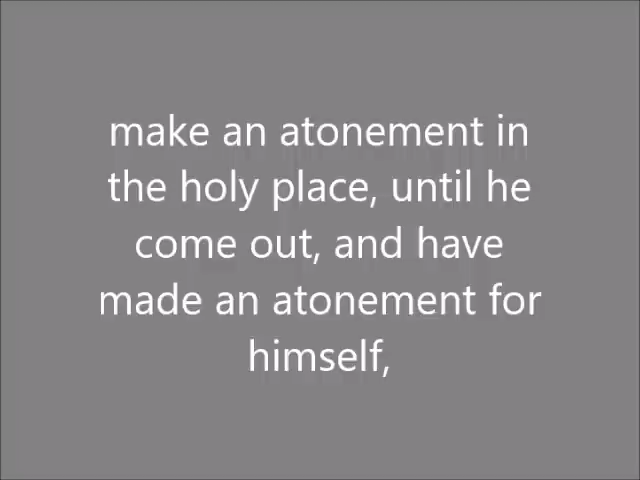 make an atonement in
the holy place, until he
come out, and have
made an atonement for
himself,